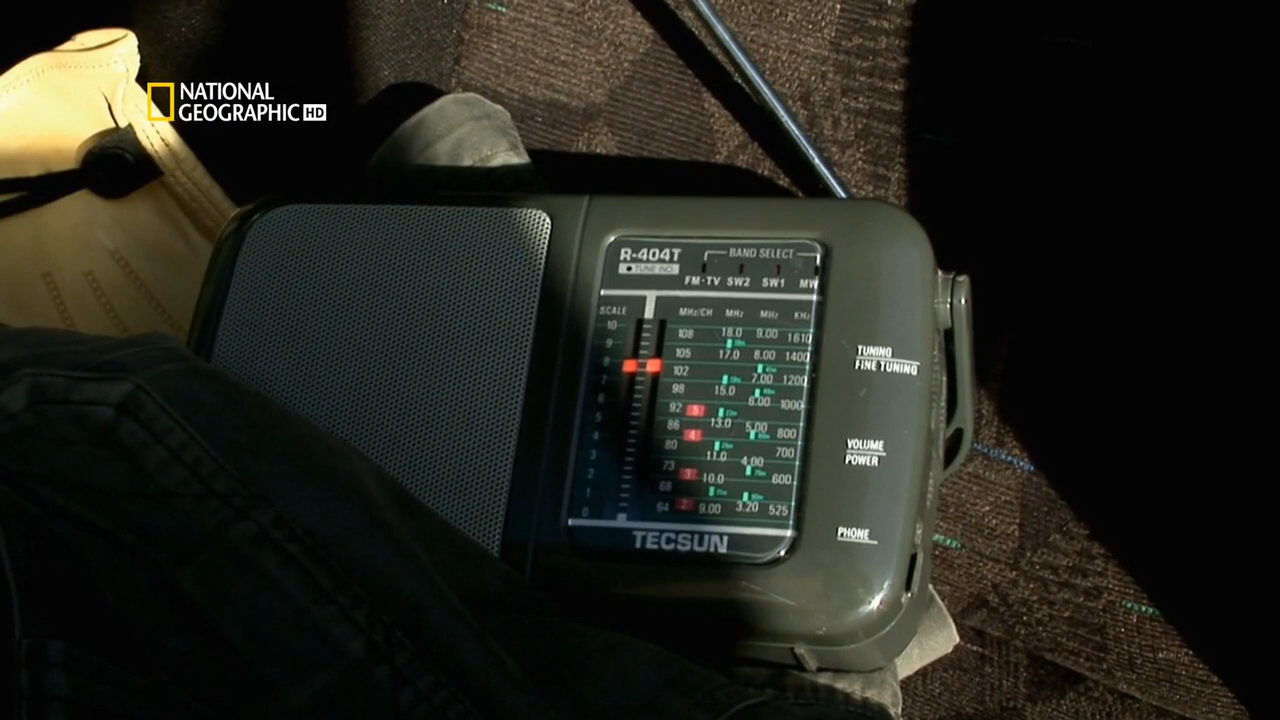 NATIONAL
GEOGRAPHIC HD
R-404T
BAND SELECT
TUNE IND.
FM-TV SW2 SW1 MW
SCALE MHz/CH MHz MHz KHz
10 108 18.0 9.00 1610
9 105 17.0 8.00 1400
8 102 7.00 1200
7 98 15.0 6.00 1000
6 92 5 13.0
5 86 4 5.00 800
4 80 11.0 700
3 73 3 10.0 4.00 600
2 68
1 64 2 9.00 3.20 525
0
TECSUN
TUNING
FINE TUNING
VOLUME
POWER
PHONE